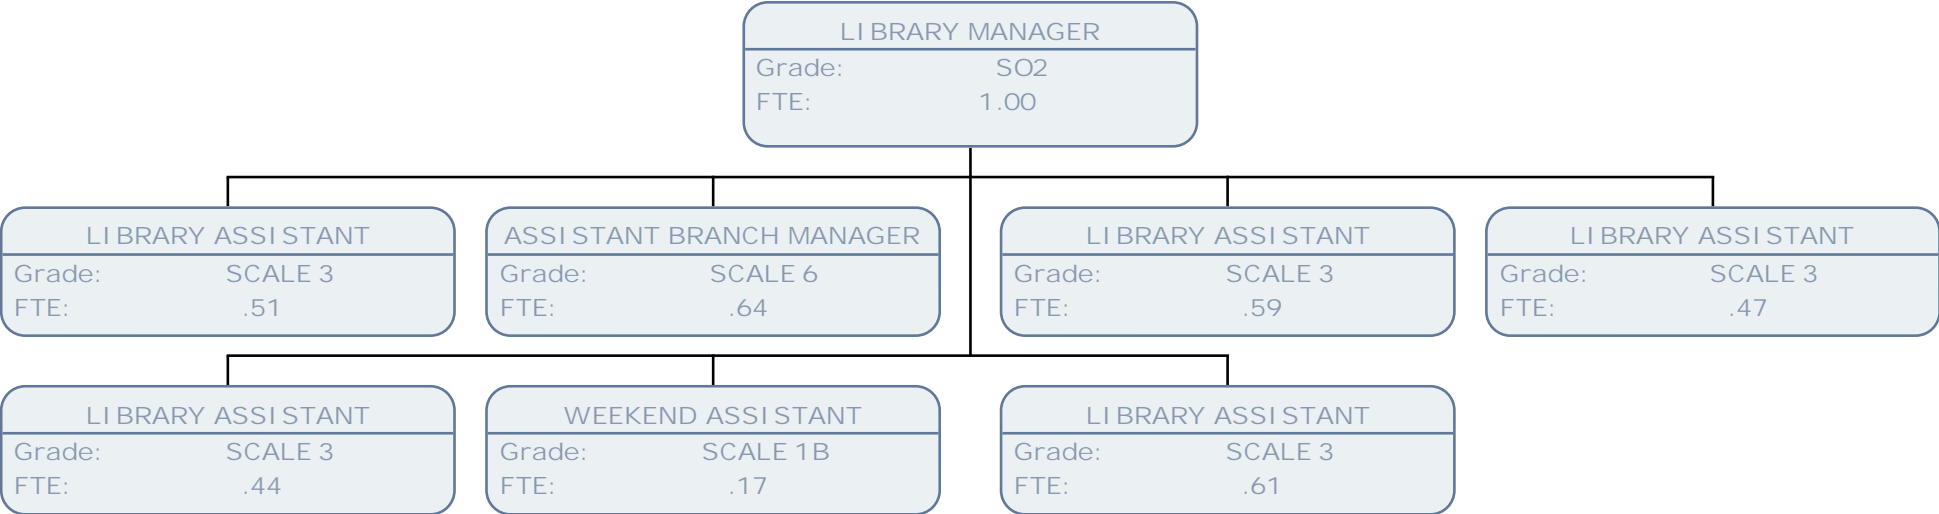 LIBRARY MANAGER
Grade: SO2
FTE: 1.00
LIBRARY ASSISTANT
Grade: SCALE 3
FTE: .51
ASSISTANT BRANCH MANAGER
Grade: SCALE 6
FTE: .64
LIBRARY ASSISTANT
Grade: SCALE 3
FTE: .59
LIBRARY ASSISTANT
Grade: SCALE 3
FTE: .47
LIBRARY ASSISTANT
Grade: SCALE 3
FTE: .44
WEEKEND ASSISTANT
Grade: SCALE 1B
FTE: .17
LIBRARY ASSISTANT
Grade: SCALE 3
FTE: .61